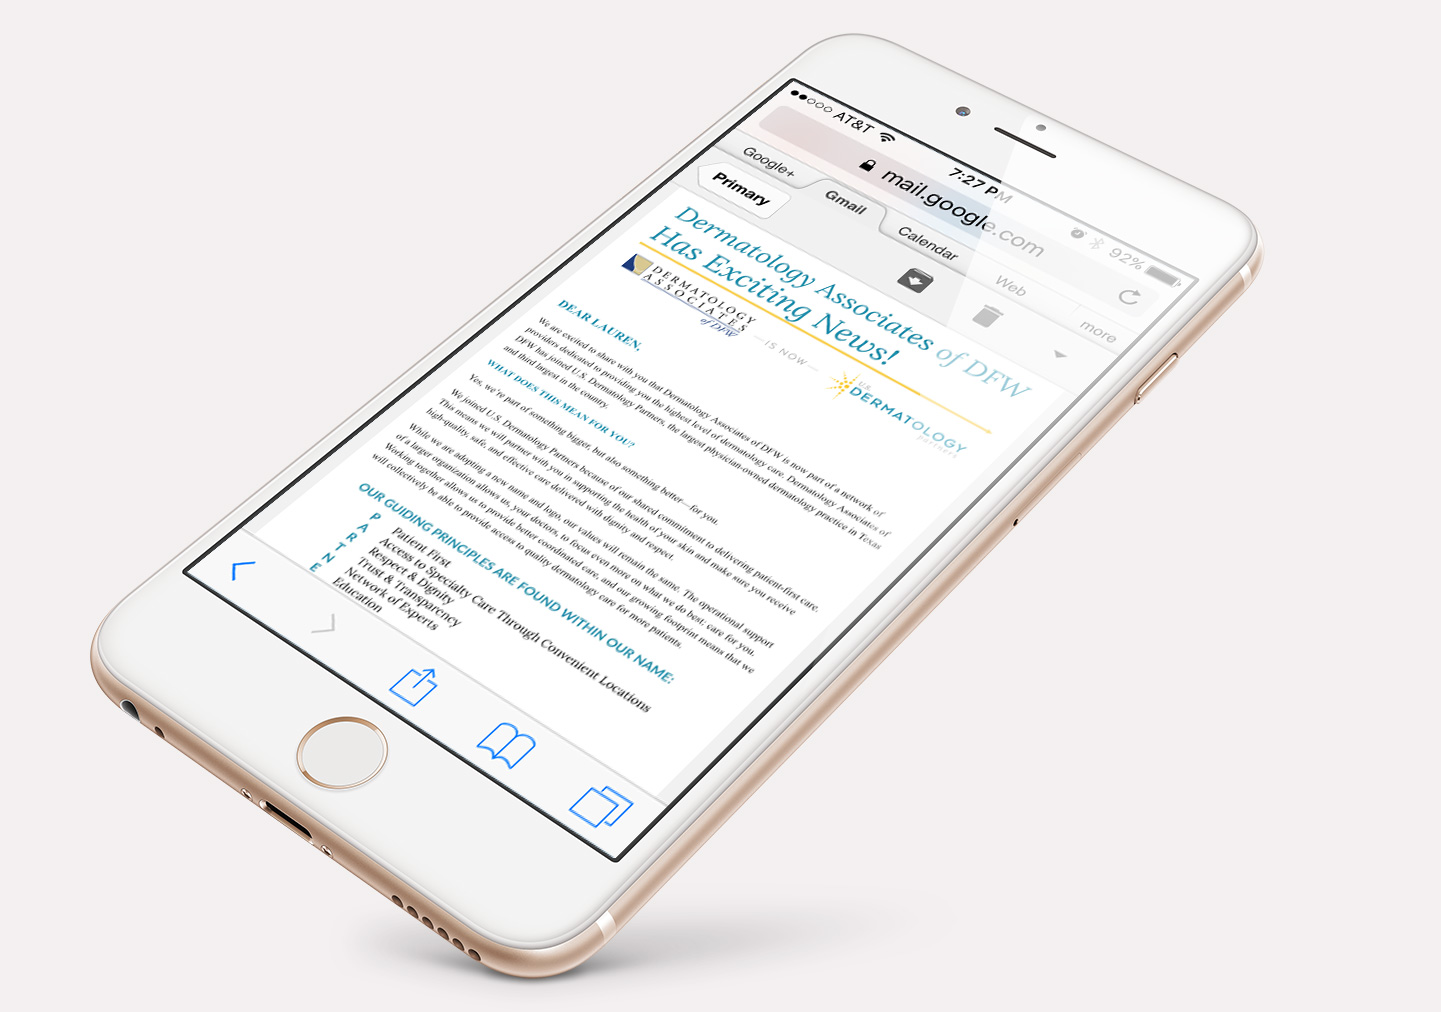 AT&T
7:27 PM
92%
mail.google.com
Google+
Gmail
Calendar
Web
more
Primary
Dermatology Associates of DFW
Has Exciting News!
DERMATOLOGY
ASSOCIATES
of DFW
—IS NOW—
U.S.
DERMATOLOGY
partners
DEAR LAUREN,
We are excited to share with you that Dermatology Associates of DFW is now part of a network of
providers dedicated to providing you the highest level of dermatology care. Dermatology Associates of
DFW has joined U.S. Dermatology Partners, the largest physician-owned dermatology practice in Texas
and third largest in the country.
WHAT DOES THIS MEAN FOR YOU?
Yes, we're part of something bigger, but also something better—for you.
We joined U.S. Dermatology Partners because of our shared commitment to delivering patient-first care.
This means we will partner with you in supporting the health of your skin and make sure you receive
high-quality, safe, and effective care delivered with dignity and respect.
While we are adopting a new name and logo, our values will remain the same. The operational support
of a larger organization allows us, your doctors, to focus even more on what we do best: care for you.
Working together allows us to provide better coordinated care, and our growing footprint means that we
will collectively be able to provide access to quality dermatology care for more patients.
OUR GUIDING PRINCIPLES ARE FOUND WITHIN OUR NAME:
P Patient First
A Access to Specialty Care Through Convenient Locations
R Respect & Dignity
T Trust & Transparency
N Network of Experts
E Education